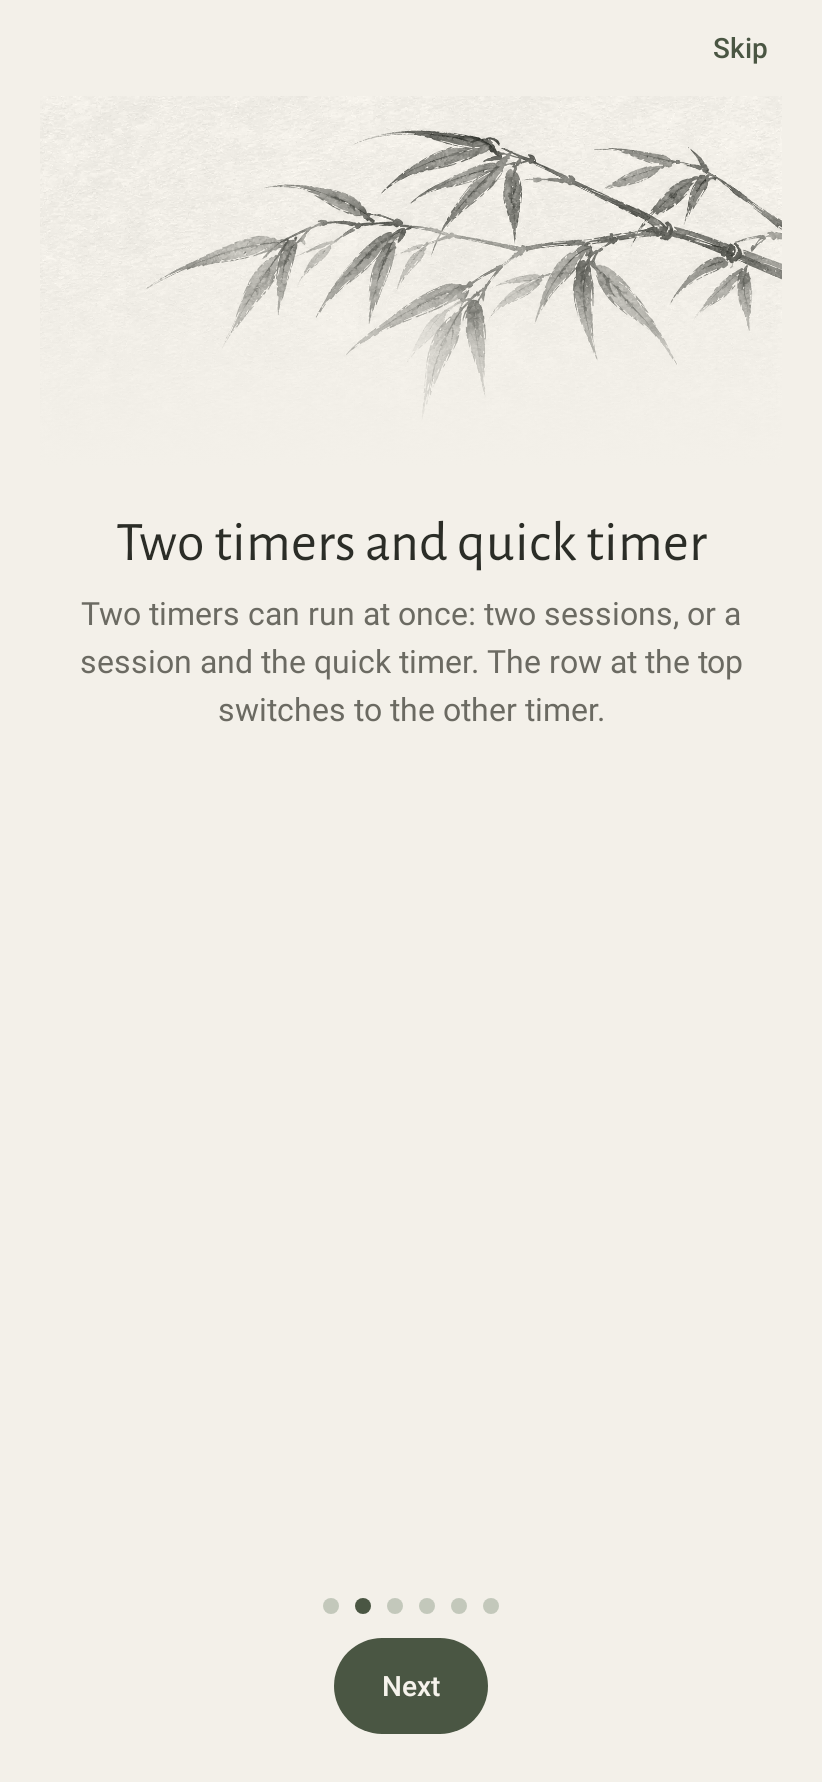 Skip
Two timers and quick timer
Two timers can run at once: two sessions, or a
session and the quick timer. The row at the top
switches to the other timer.
Next